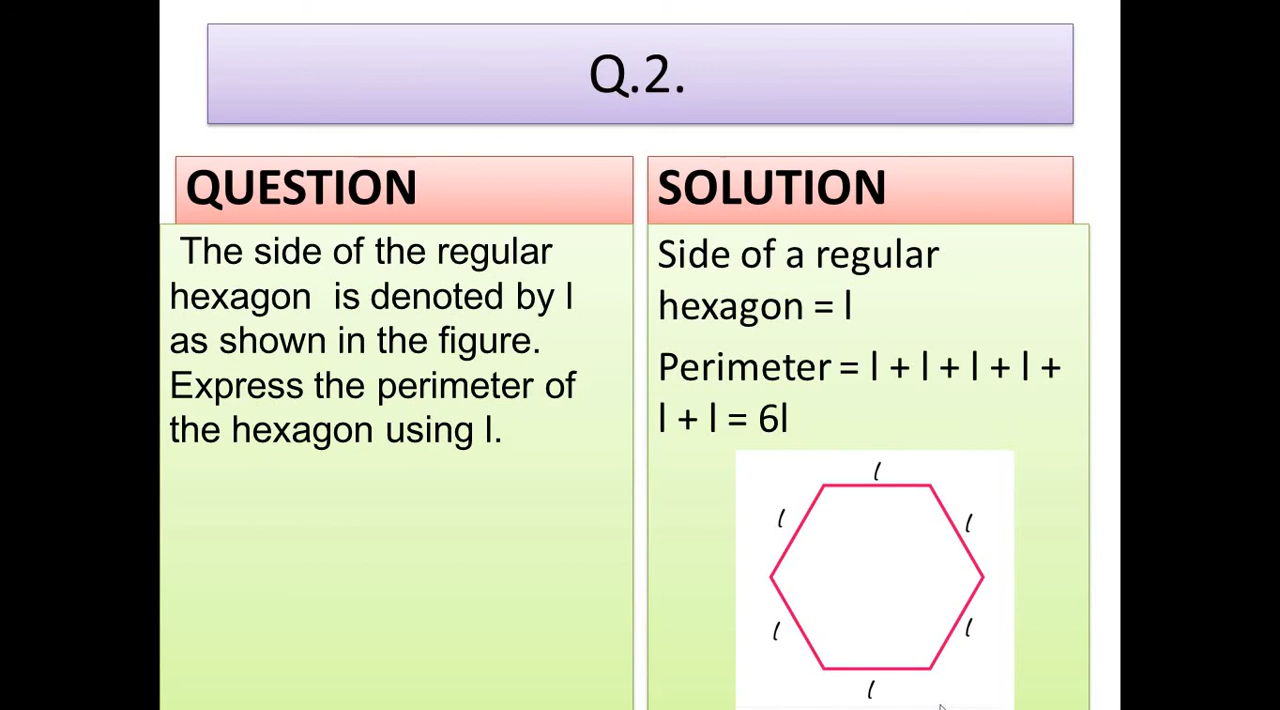 Q.2.
QUESTION
The side of the regular
hexagon is denoted by l
as shown in the figure.
Express the perimeter of
the hexagon using l.
SOLUTION
Side of a regular
hexagon = l
Perimeter = l + l + l + l +
l + l = 6l
l
l
l
l
l
l